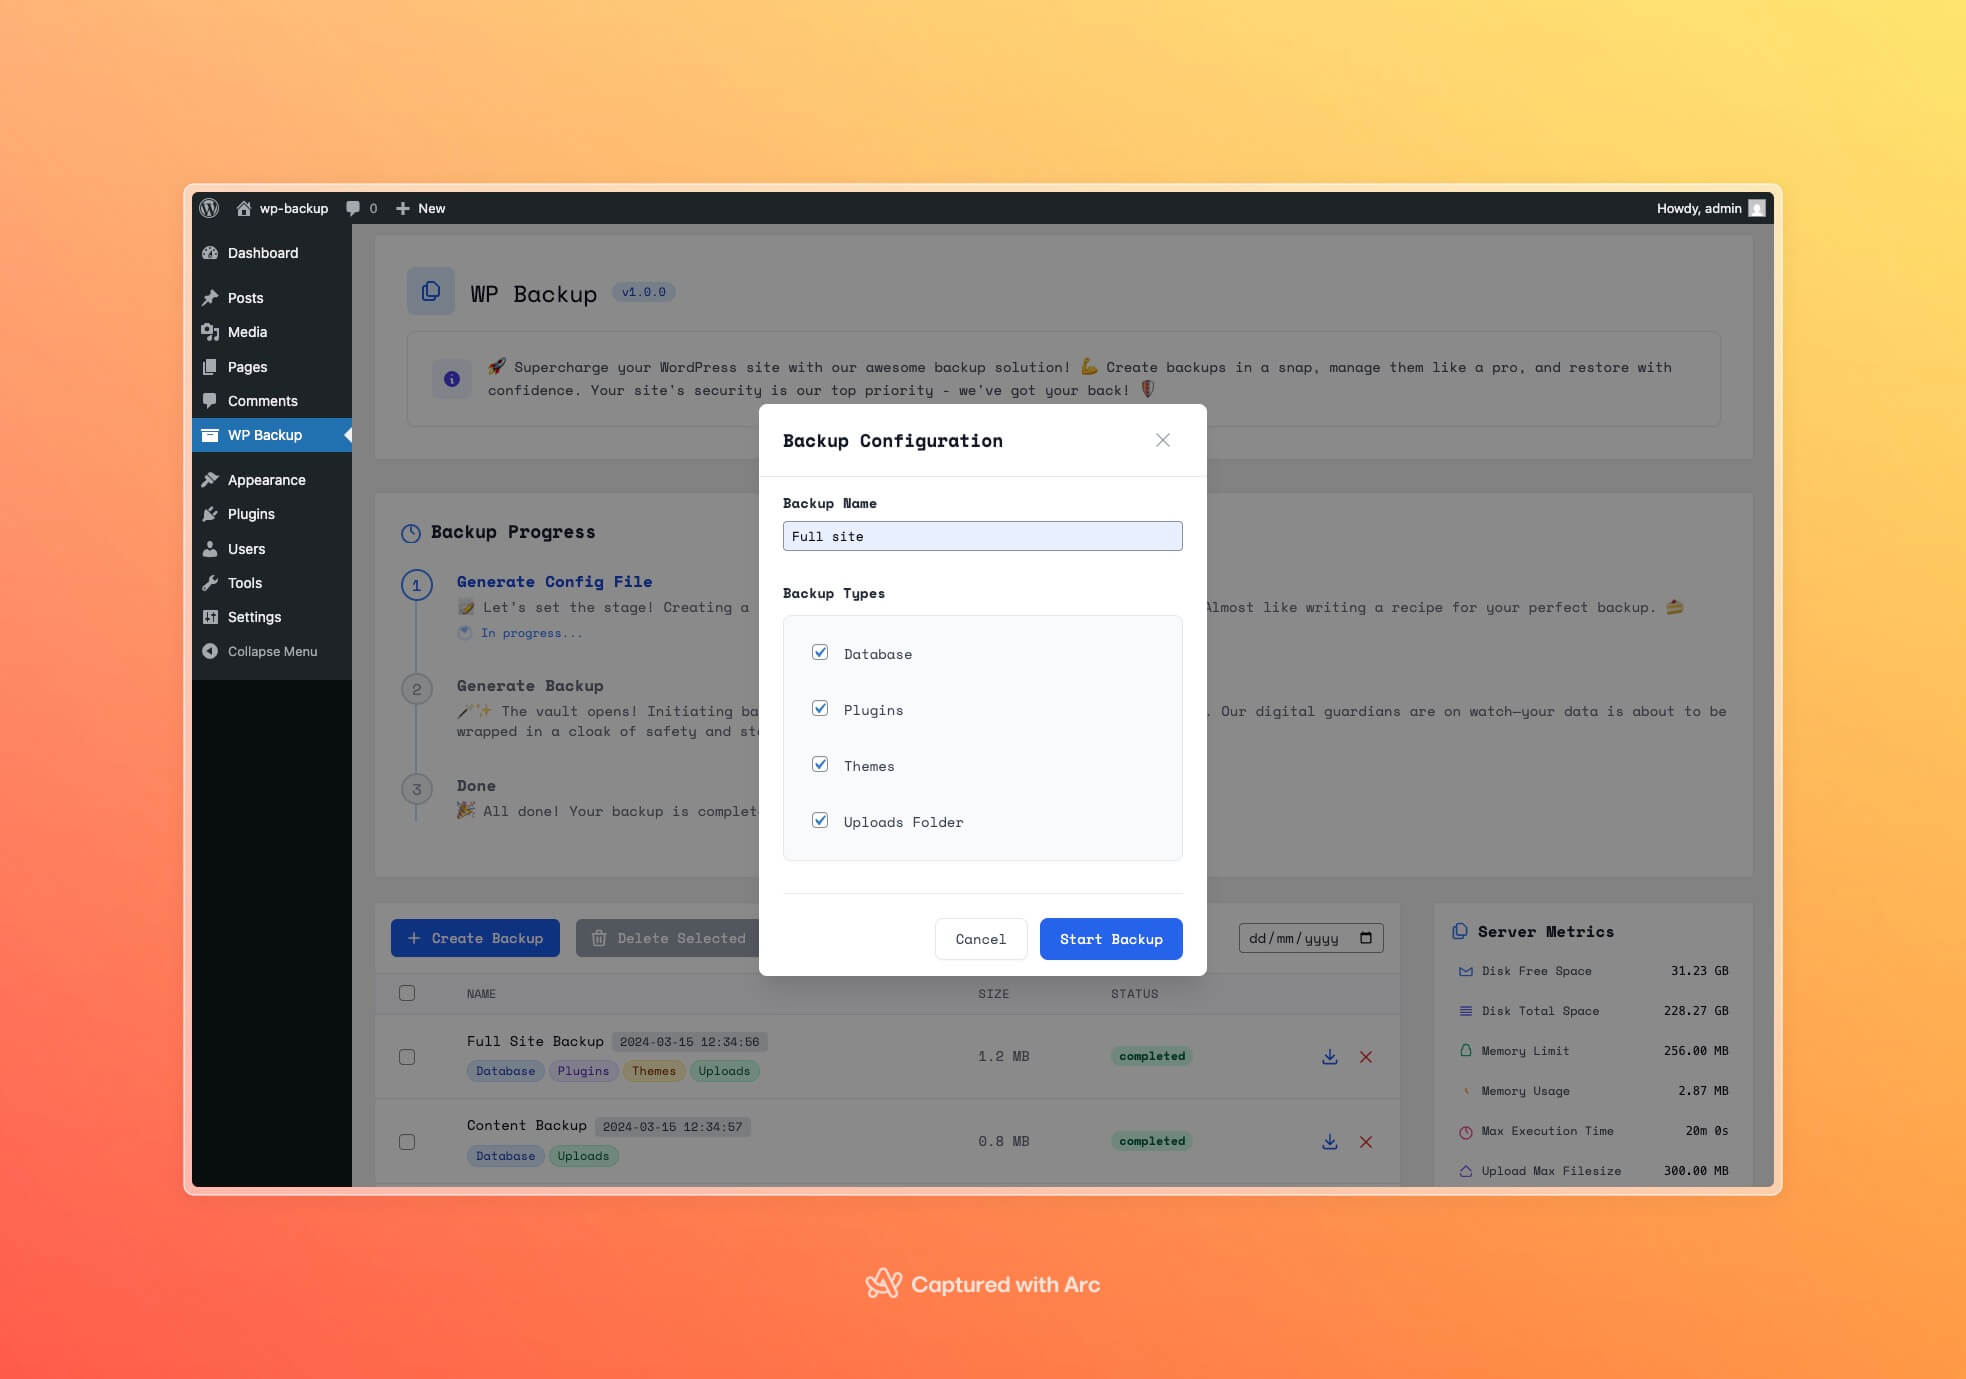 wp-backup
0
New
Howdy, admin
Dashboard
Posts
Media
Pages
Comments
WP Backup
Appearance
Plugins
Users
Tools
Settings
Collapse Menu
WP Backup v1.0.0
🚀 Supercharge your WordPress site with our awesome backup solution! 💪 Create backups in a snap, manage them like a pro, and restore with
confidence. Your site's security is our top priority - we've got your back! 🛡️
Backup Progress
1 Generate Config File
📝 Let's set the stage! Creating a
Almost like writing a recipe for your perfect backup. 🍰
In progress...
2 Generate Backup
🪄✨ The vault opens! Initiating ba
. Our digital guardians are on watch—your data is about to be
wrapped in a cloak of safety and st
3 Done
🎉 All done! Your backup is complet
Backup Configuration
Backup Name
Full site
Backup Types
Database
Plugins
Themes
Uploads Folder
Cancel
Start Backup
Create Backup
Delete Selected
dd/mm/yyyy
NAME SIZE STATUS
Full Site Backup 2024-03-15 12:34:56
Database Plugins Themes Uploads
1.2 MB
completed
Content Backup 2024-03-15 12:34:57
Database Uploads
0.8 MB
completed
Server Metrics
Disk Free Space 31.23 GB
Disk Total Space 228.27 GB
Memory Limit 256.00 MB
Memory Usage 2.87 MB
Max Execution Time 20m 0s
Upload Max Filesize 300.00 MB
Captured with Arc